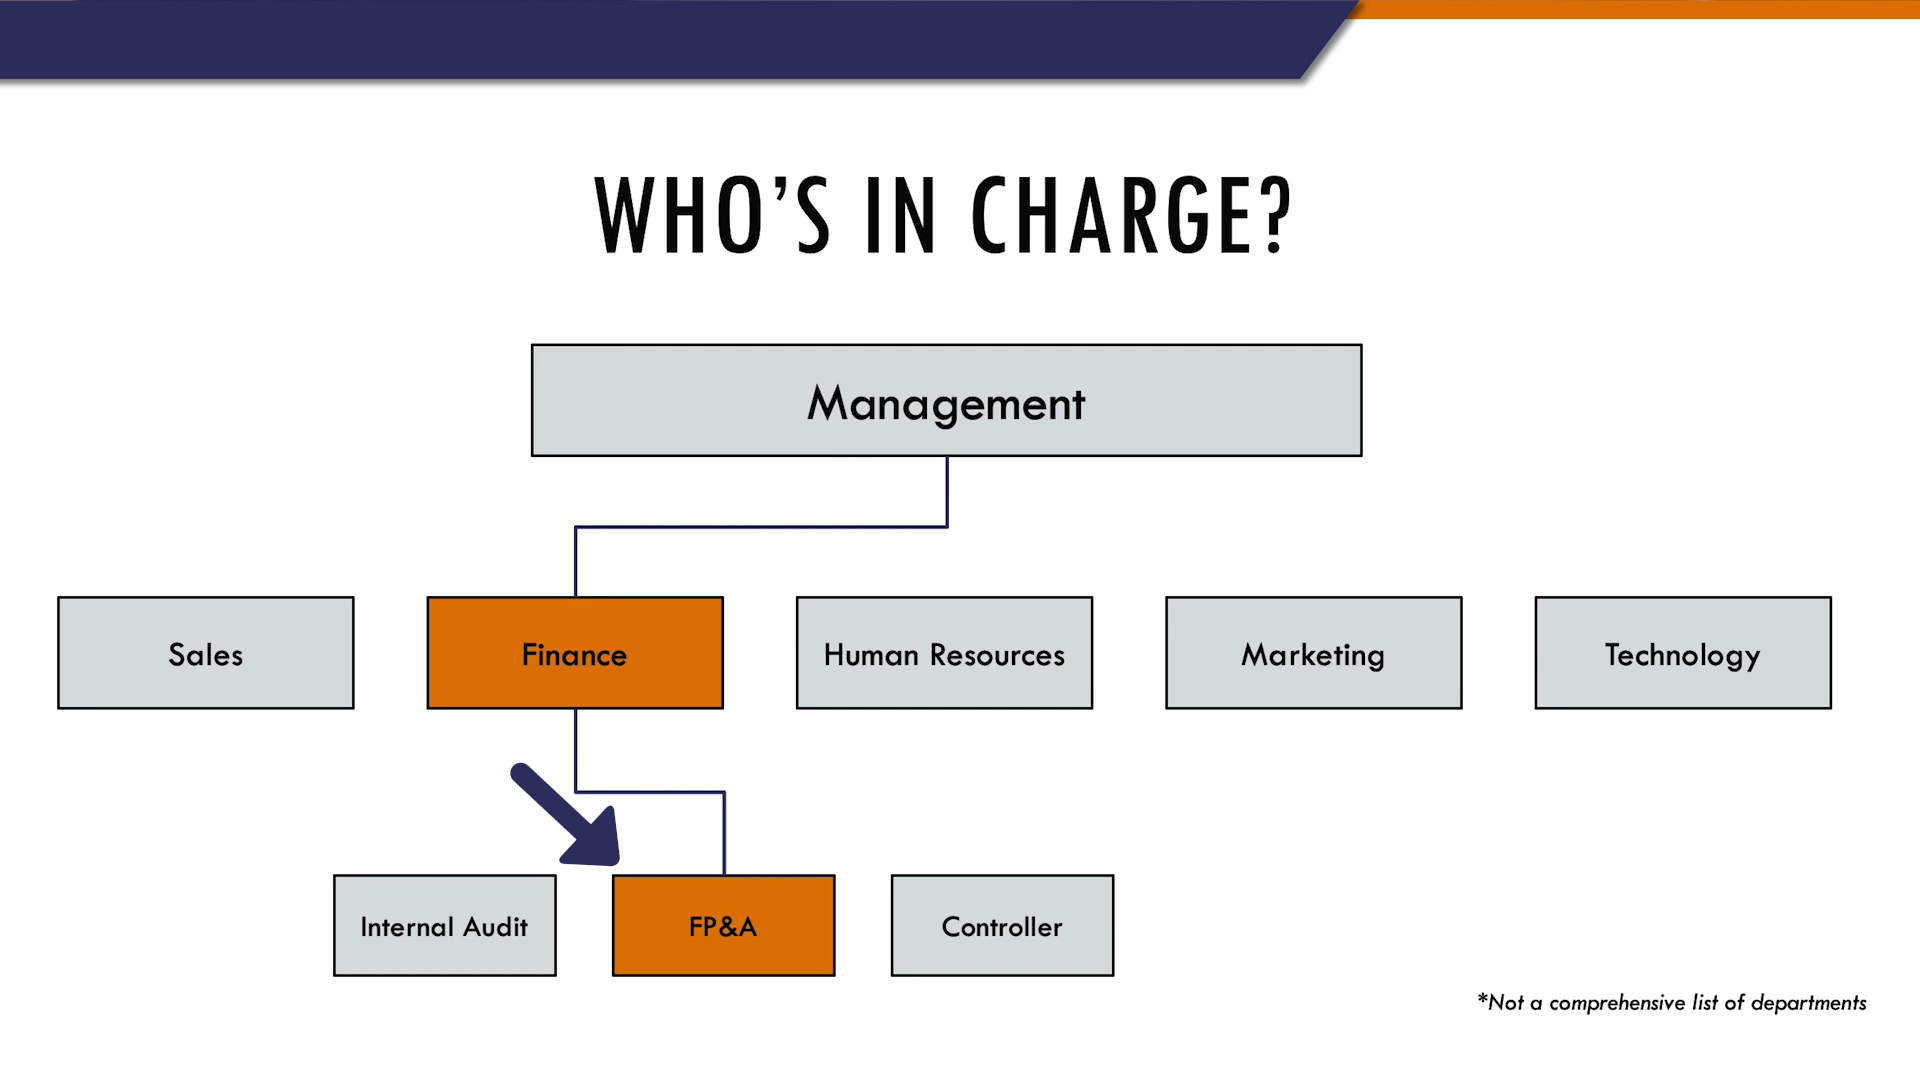 WHO'S IN CHARGE?
Management
Sales
Finance
Human Resources
Marketing
Technology
Internal Audit
FP&A
Controller
*Not a comprehensive list of departments